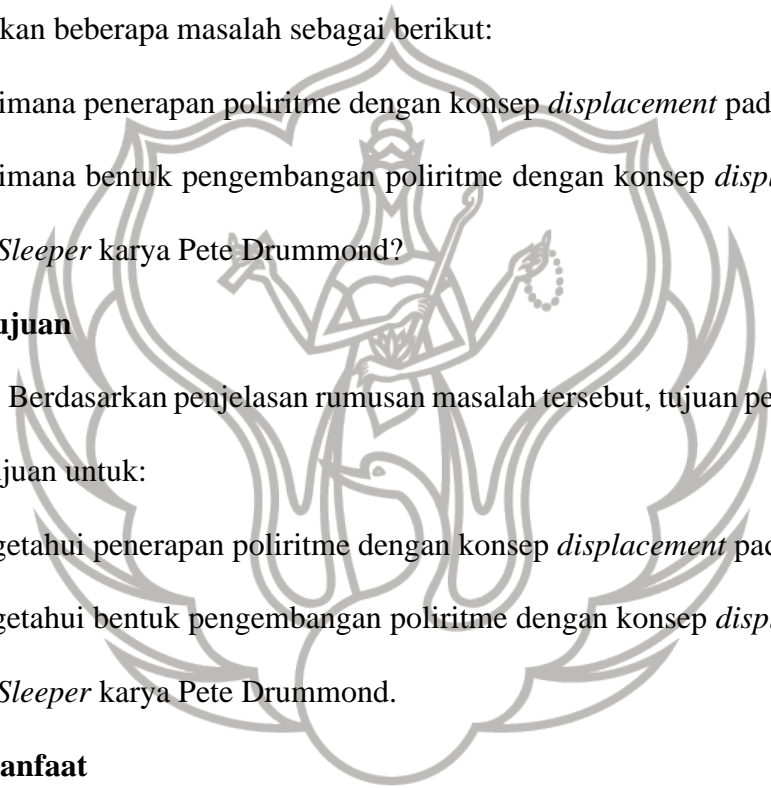 kan beberapa masalah sebagai berikut:
imana penerapan poliritme dengan konsep displacement pad
imana bentuk pengembangan poliritme dengan konsep disp
Sleeper karya Pete Drummond?
ujuan
Berdasarkan penjelasan rumusan masalah tersebut, tujuan pe
juan untuk:
getahui penerapan poliritme dengan konsep displacement pad
getahui bentuk pengembangan poliritme dengan konsep disp
Sleeper karya Pete Drummond.
anfaat